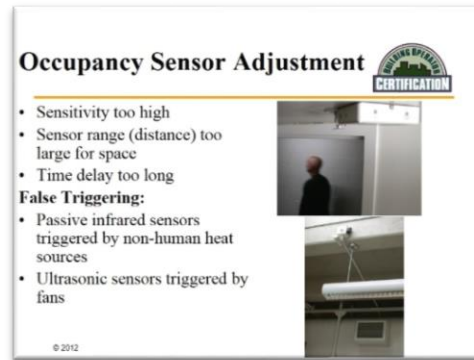 Occupancy Sensor Adjustment
BUILDING OPERATOR
CERTIFICATION
• Sensitivity too high
• Sensor range (distance) too
large for space
• Time delay too long
False Triggering:
• Passive infrared sensors
triggered by non-human heat
sources
• Ultrasonic sensors triggered by
fans
© 2012